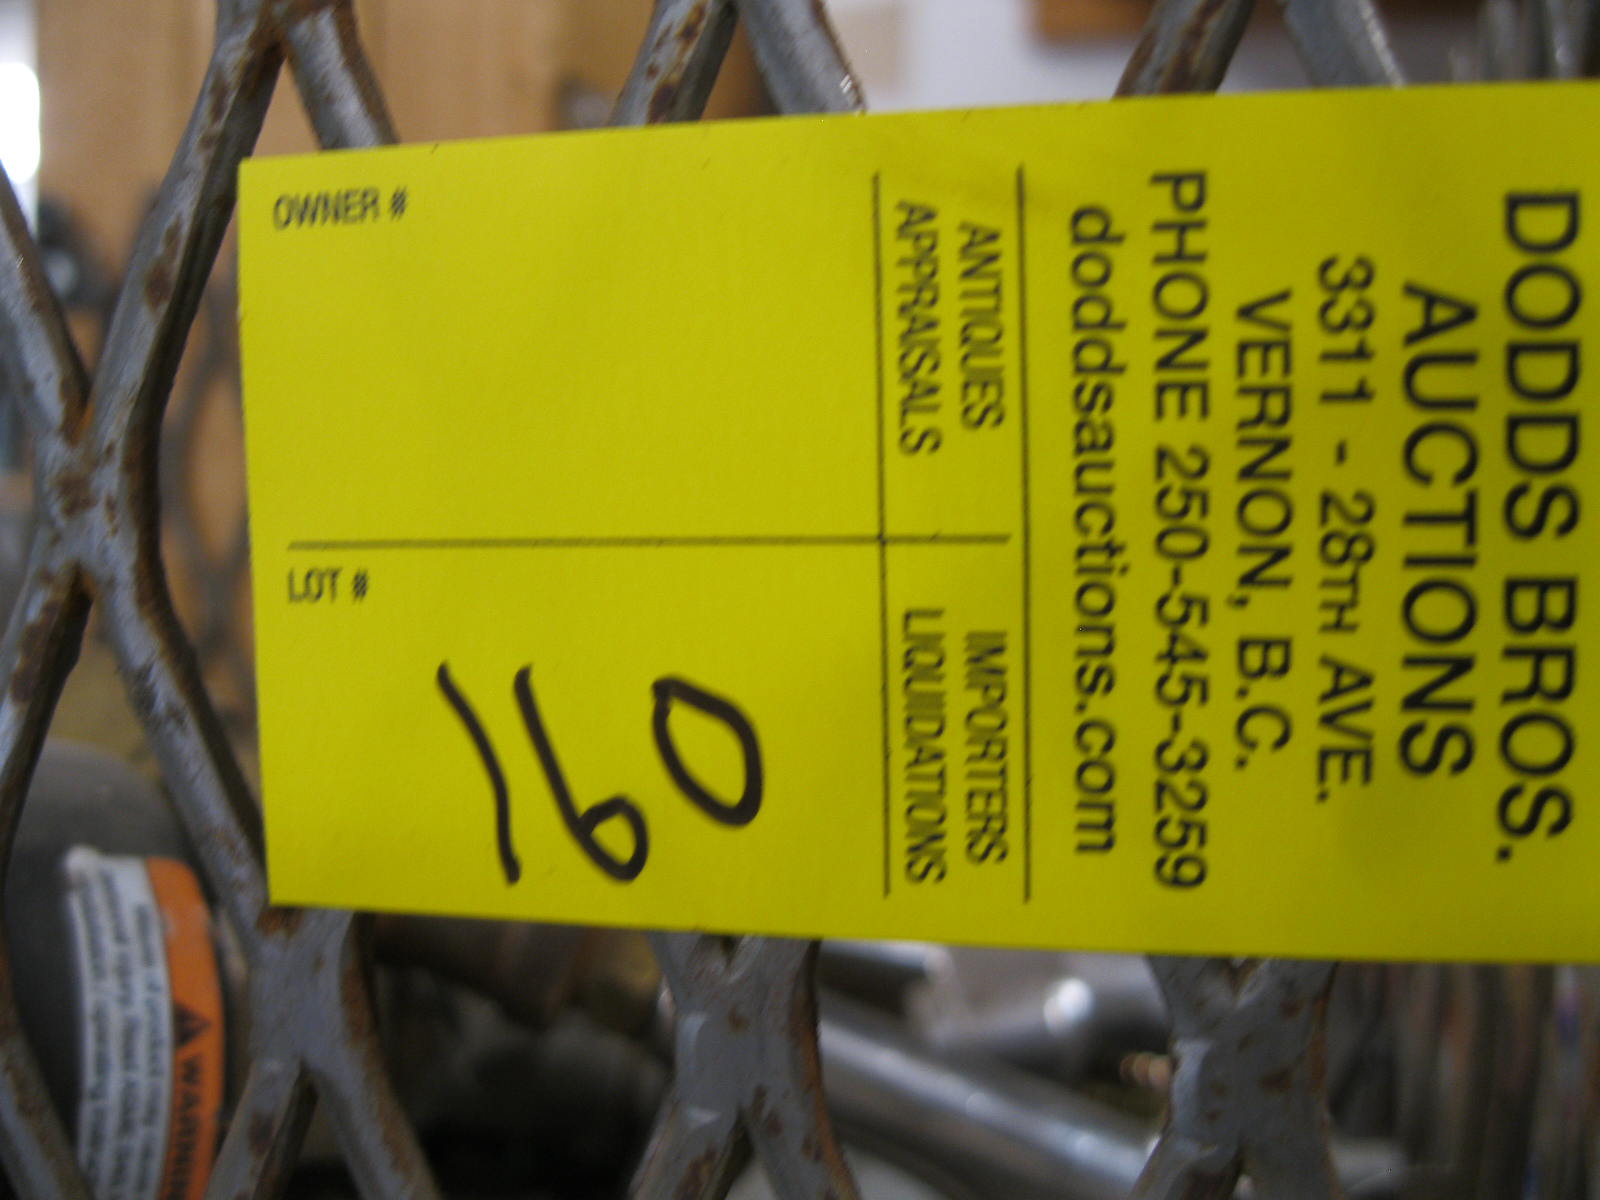 DODDS BROS.
AUCTIONS
3311 - 28TH AVE.
VERNON, B.C.
PHONE 250-545-3259
doddsauctions.com
ANTIQUES IMPORTERS
APPRAISALS LIQUIDATIONS
OWNER #
LOT #
160